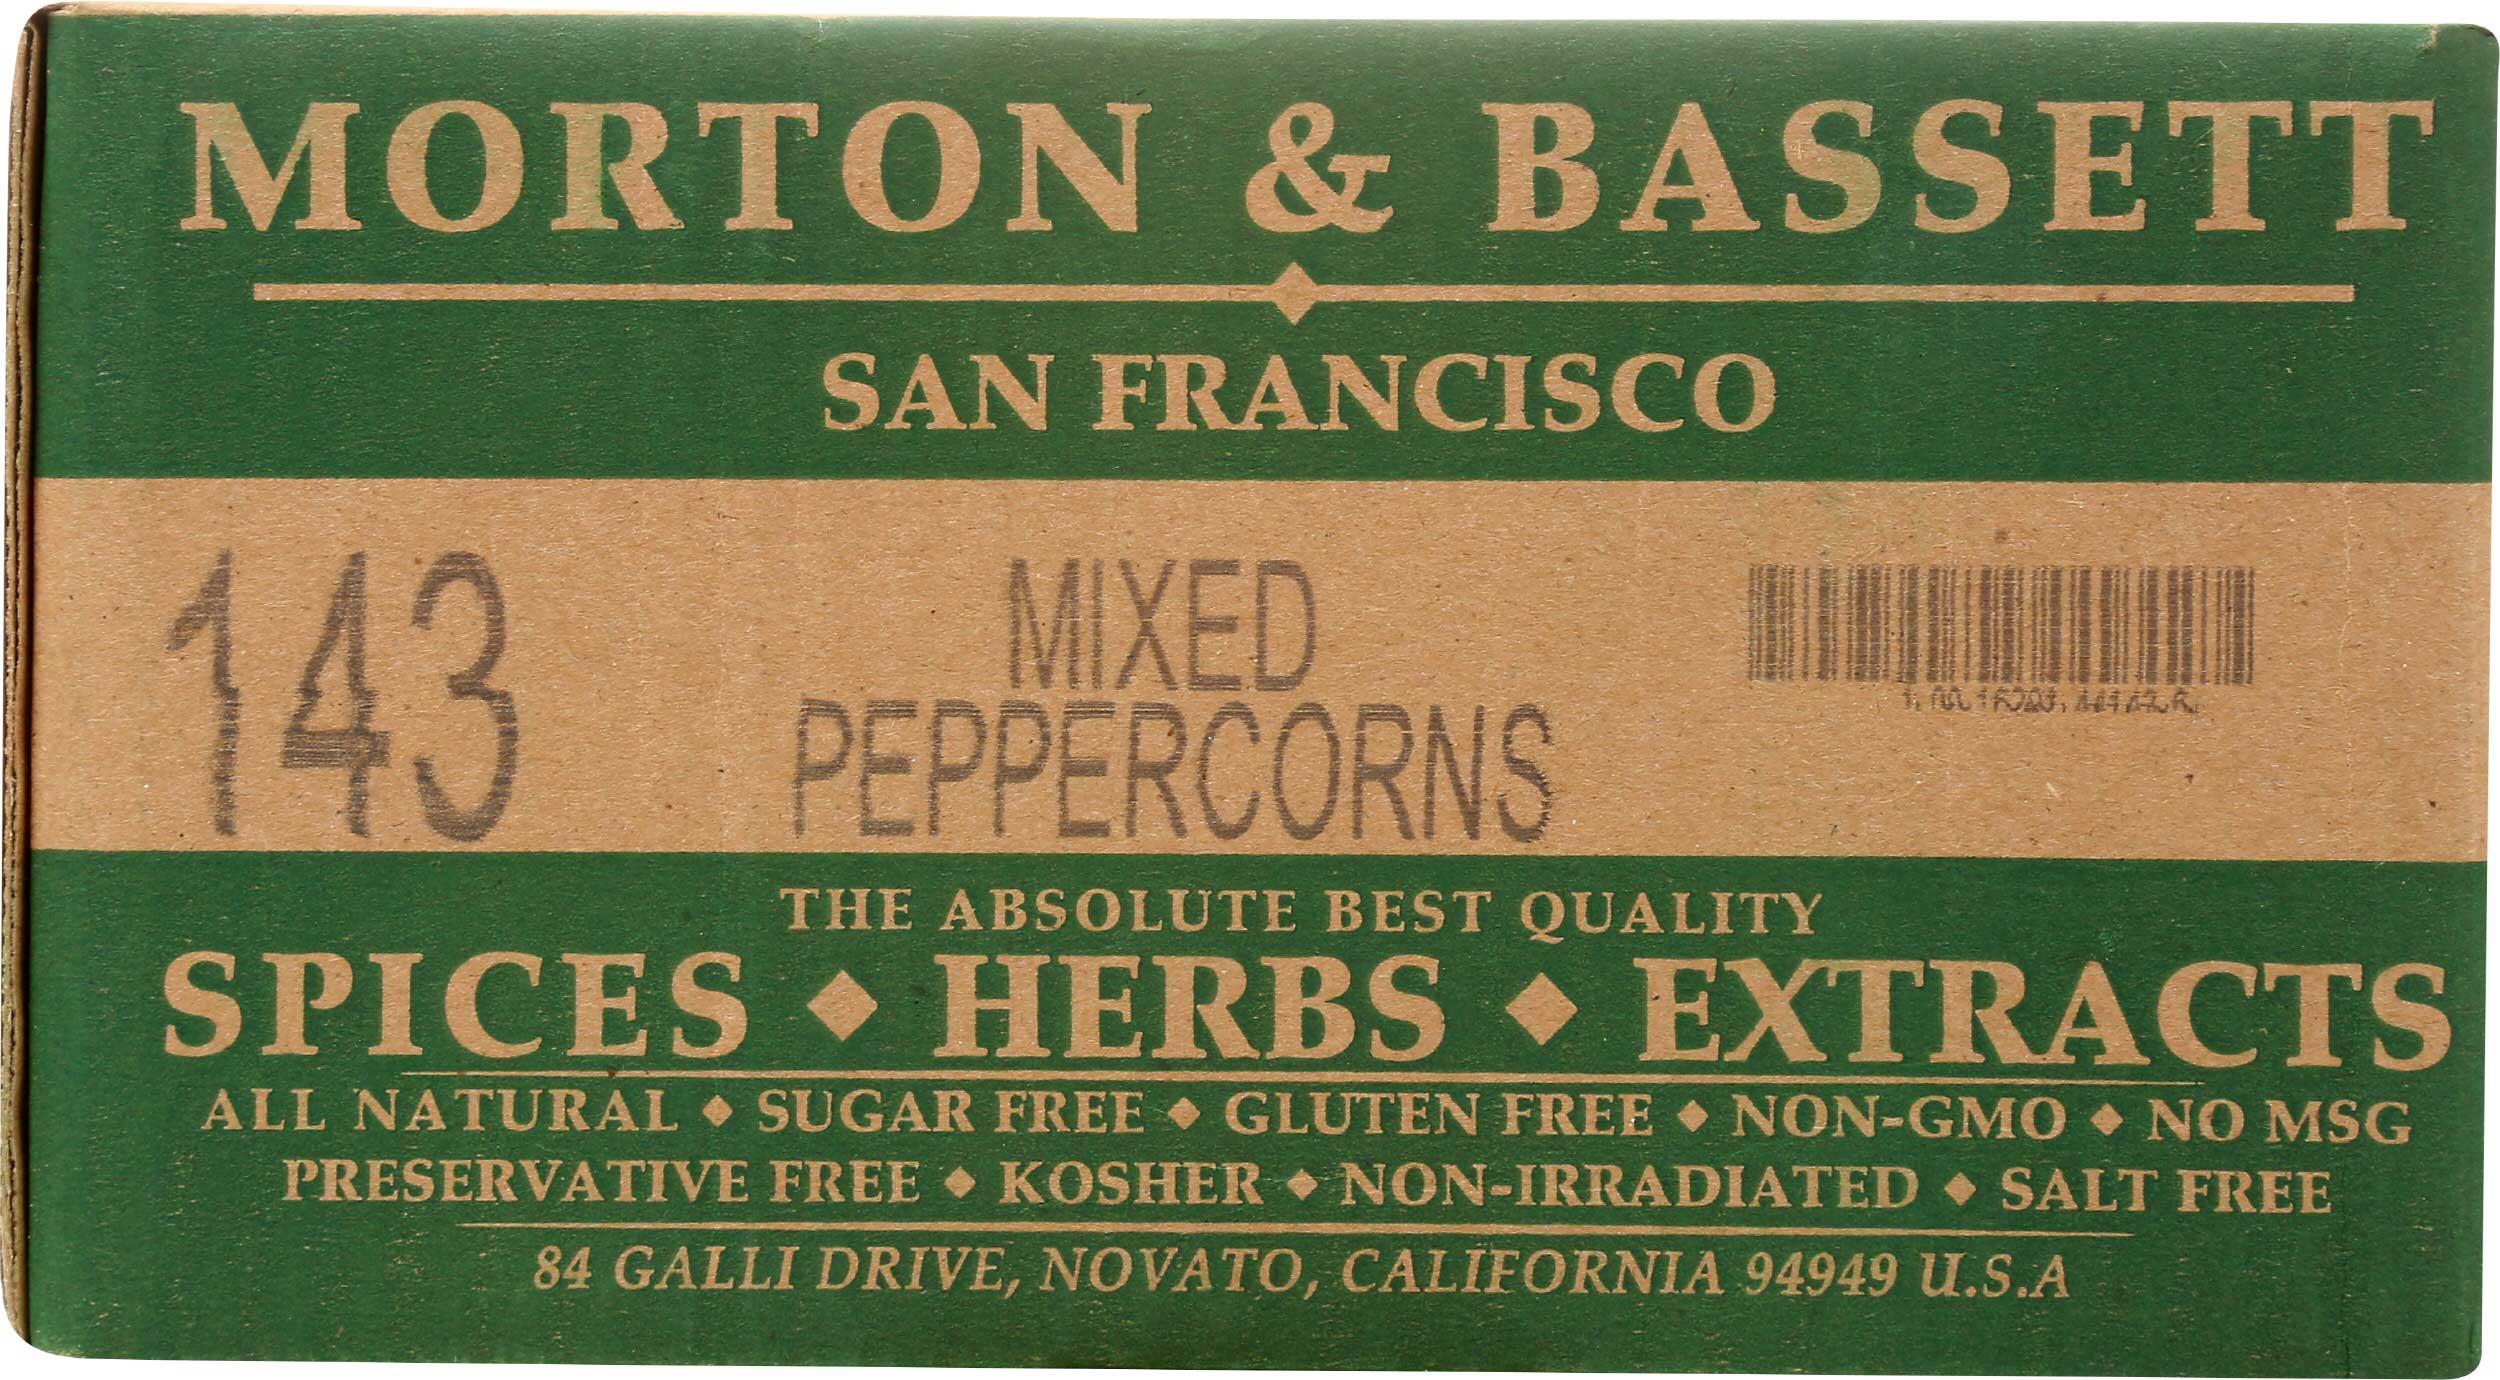 MORTON & BASSETT
SAN FRANCISCO
143
MIXED
PEPPERCORNS
THE ABSOLUTE BEST QUALITY
SPICES ◆ HERBS ◆ EXTRACTS
ALL NATURAL ◆ SUGAR FREE ◆ GLUTEN FREE ◆ NON-GMO ◆ NO MSG
PRESERVATIVE FREE ◆ KOSHER ◆ NON-IRRADIATED ◆ SALT FREE
84 GALLI DRIVE, NOVATO, CALIFORNIA 94949 U.S.A